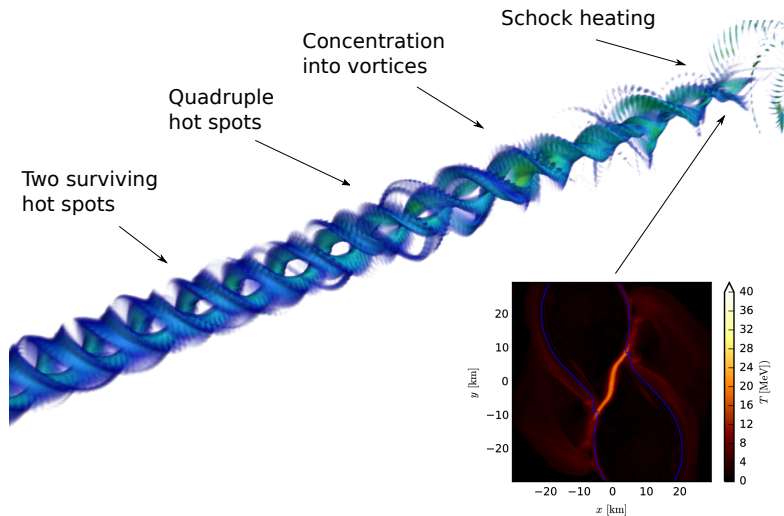 Schock heating
Concentration
into vortices
Quadruple
hot spots
Two surviving
hot spots
20
10
0
−10
−20
y [km]
−20 −10 0 10 20
x [km]
40
36
32
28
24
20
16
12
8
4
0
T [MeV]